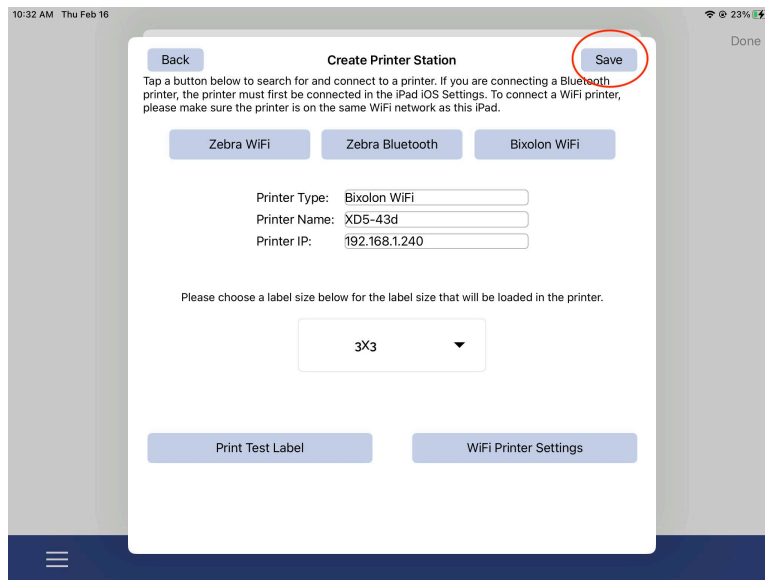 10:32 AM Thu Feb 16
23%
Done
Back
Create Printer Station
Save
Tap a button below to search for and connect to a printer. If you are connecting a Bluetooth
printer, the printer must first be connected in the iPad iOS Settings. To connect a WiFi printer,
please make sure the printer is on the same WiFi network as this iPad.
Zebra WiFi
Zebra Bluetooth
Bixolon WiFi
Printer Type: Bixolon WiFi
Printer Name: XD5-43d
Printer IP: 192.168.1.240
Please choose a label size below for the label size that will be loaded in the printer.
3X3
Print Test Label
WiFi Printer Settings